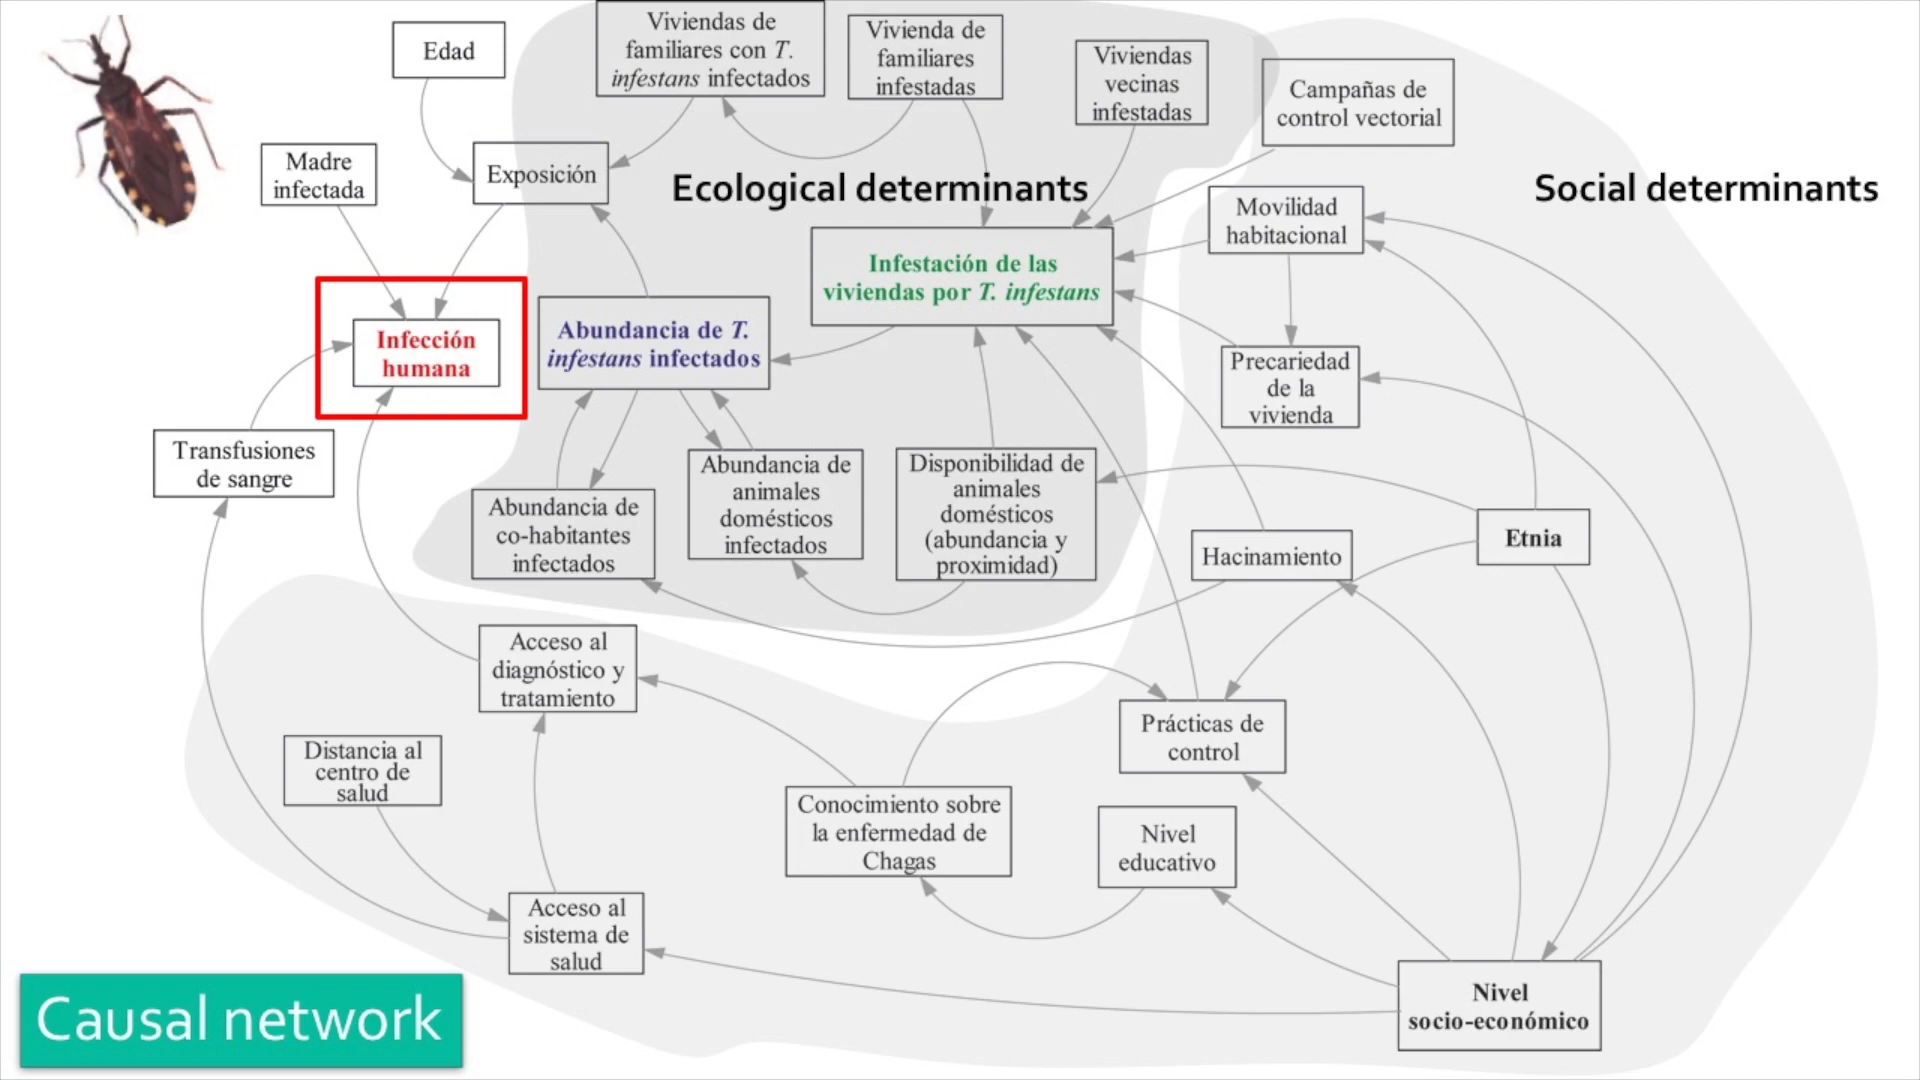 Edad
Viviendas de
familiares con T.
infestans infectados
Vivienda de
familiares
infestadas
Viviendas
vecinas
infestadas
Campañas de
control vectorial
Madre
infectada
Exposición
Ecological determinants
Movilidad
habitacional
Social determinants
Infestación de las
viviendas por T. infestans
Infección
humana
Abundancia de T.
infestans infectados
Precariedad
de la
vivienda
Transfusiones
de sangre
Abundancia de
co-habitantes
infectados
Abundancia de
animales
domésticos
infectados
Disponibilidad de
animales
domésticos
(abundancia y
proximidad)
Hacinamiento
Etnia
Acceso al
diagnóstico y
tratamiento
Prácticas de
control
Distancia al
centro de
salud
Conocimiento sobre
la enfermedad de
Chagas
Nivel
educativo
Acceso al
sistema de
salud
Nivel
socio-económico
Causal network